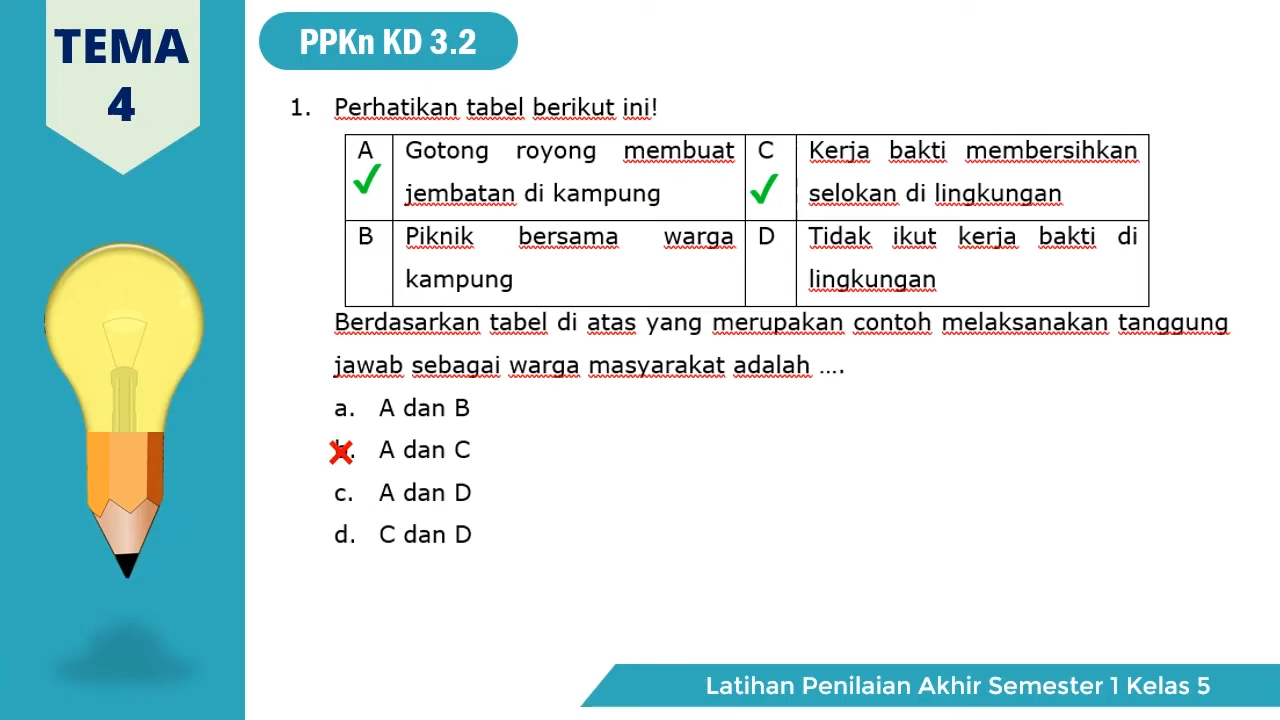 TEMA
4
PPKn KD 3.2
1. Perhatikan tabel berikut ini!
A Gotong royong membuat jembatan di kampung
C Kerja bakti membersihkan selokan di lingkungan
B Piknik bersama warga kampung
D Tidak ikut kerja bakti di lingkungan
Berdasarkan tabel di atas yang merupakan contoh melaksanakan tanggung
jawab sebagai warga masyarakat adalah ....
a. A dan B
b. A dan C
c. A dan D
d. C dan D
Latihan Penilaian Akhir Semester 1 Kelas 5